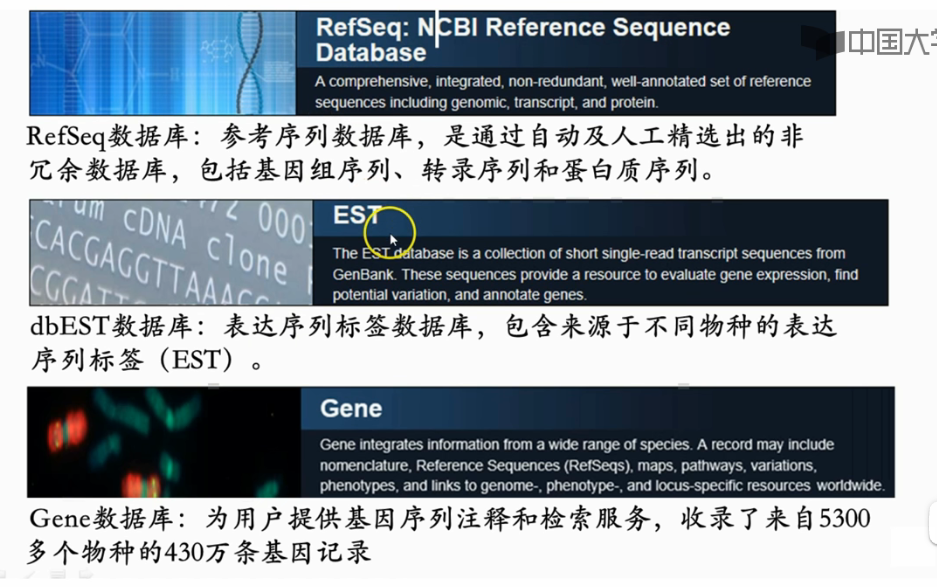 RefSeq: NCBI Reference Sequence
Database
中国大学
A comprehensive, integrated, non-redundant, well-annotated set of reference
sequences including genomic, transcript, and protein.
RefSeq数据库：参考序列数据库，是通过自动及人工精选出的非
冗余数据库，包括基因组序列、转录序列和蛋白质序列。
cDNA clone
CACGAGGTTAAAG
EST
The EST database is a collection of short single-read transcript sequences from
GenBank. These sequences provide a resource to evaluate gene expression, find
potential variation, and annotate genes.
dbEST数据库：表达序列标签数据库，包含来源于不同物种的表达
序列标签（EST）。
Gene
Gene integrates information from a wide range of species. A record may include
nomenclature, Reference Sequences (RefSeqs), maps, pathways, variations,
phenotypes, and links to genome-, phenotype-, and locus-specific resources worldwide.
Gene数据库：为用户提供基因序列注释和检索服务，收录了来自5300
多个物种的430万条基因记录